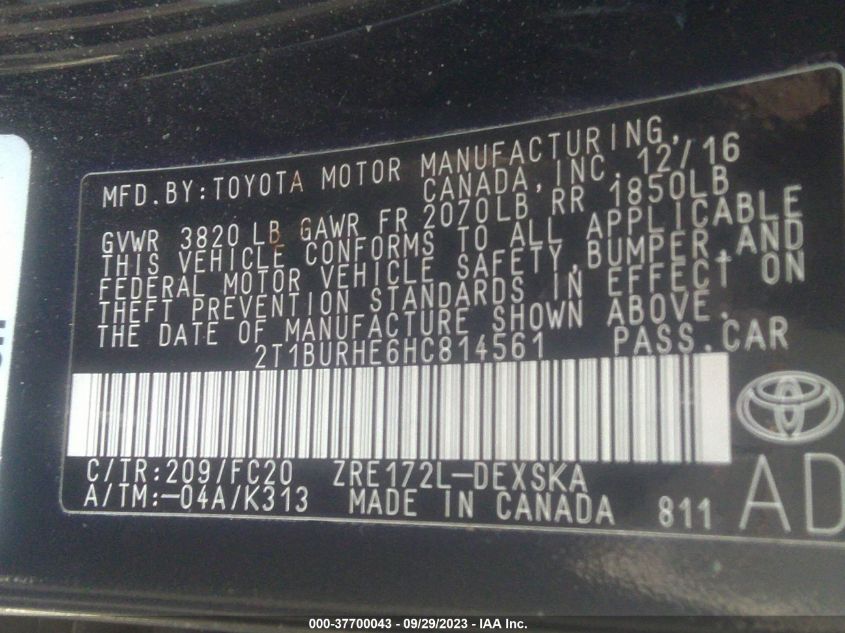 MFD.BY:TOYOTA MOTOR MANUFACTURING,
CANADA,INC. 12/16
GVWR 3820 LB GAWR FR 2070LB RR 1850LB
THIS VEHICLE CONFORMS TO ALL APPLICABLE
FEDERAL MOTOR VEHICLE SAFETY,BUMPER,AND
THEFT PREVENTION STANDARDS IN EFFECT ON
THE DATE OF MANUFACTURE SHOWN ABOVE.
2T1BURHE6HC814561 PASS.CAR
C/TR:209/FC20 ZRE172L-DEXSKA
A/TM:-04A/K313 MADE IN CANADA 811 AD
000-37700043 - 09/29/2023 - IAA Inc.